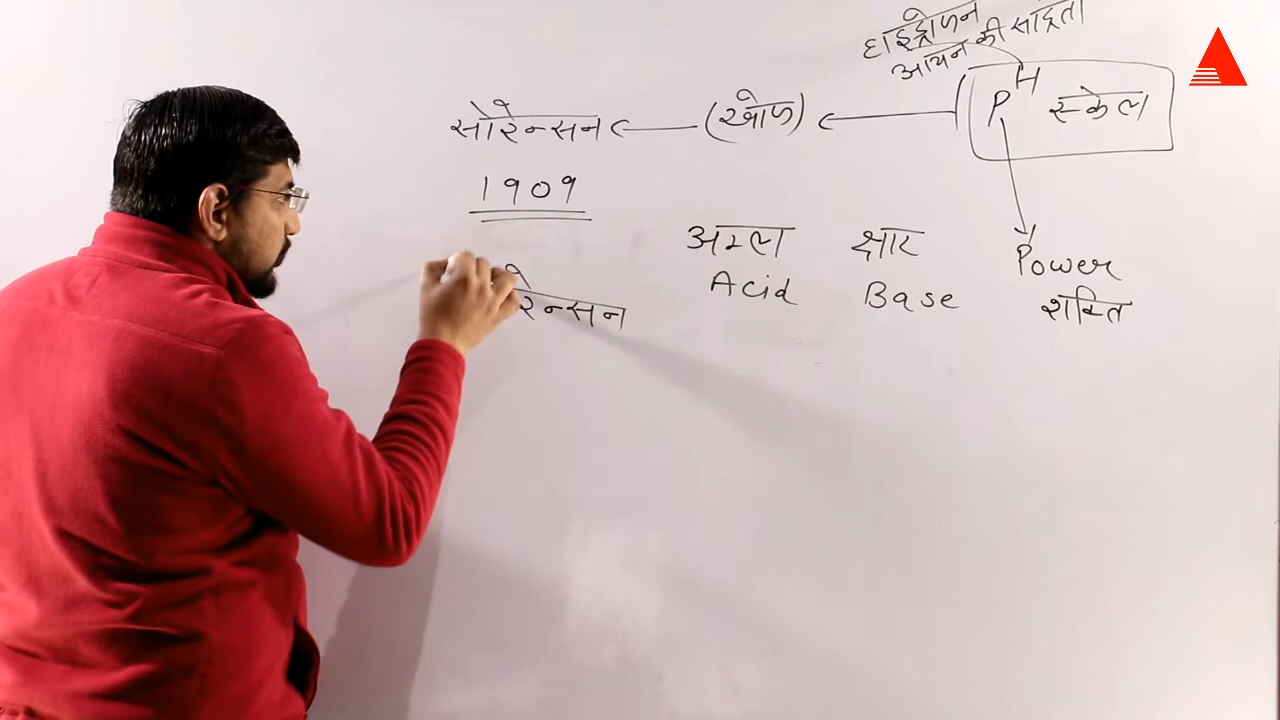 हाइड्रोजन
आयन की सांद्रता
सोरेन्सन (खोज) PH स्केल
1909
अम्ल क्षार Power
Acid Base शक्ति
रेन्सन